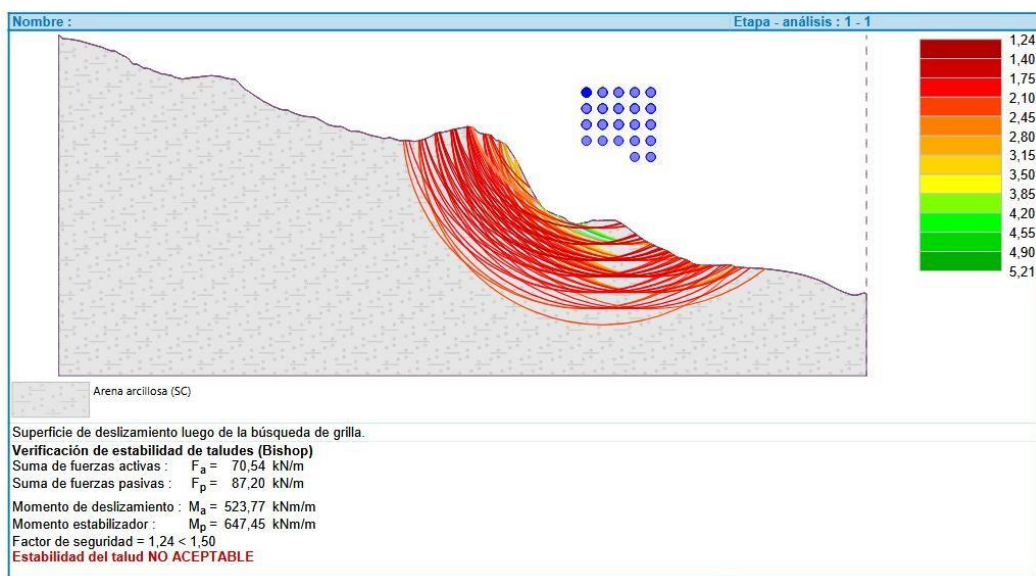 Nombre :
Etapa - análisis : 1 - 1
1,24
1,40
1,75
2,10
2,45
2,80
3,15
3,50
3,85
4,20
4,55
4,90
5,21
Arena arcillosa (SC)
Superficie de deslizamiento luego de la búsqueda de grilla.
Verificación de estabilidad de taludes (Bishop)
Suma de fuerzas activas : Fa = 70,54 kN/m
Suma de fuerzas pasivas : Fp = 87,20 kN/m
Momento de deslizamiento : Ma = 523,77 kNm/m
Momento estabilizador : Mp = 647,45 kNm/m
Factor de seguridad = 1,24 < 1,50
Estabilidad del talud NO ACEPTABLE